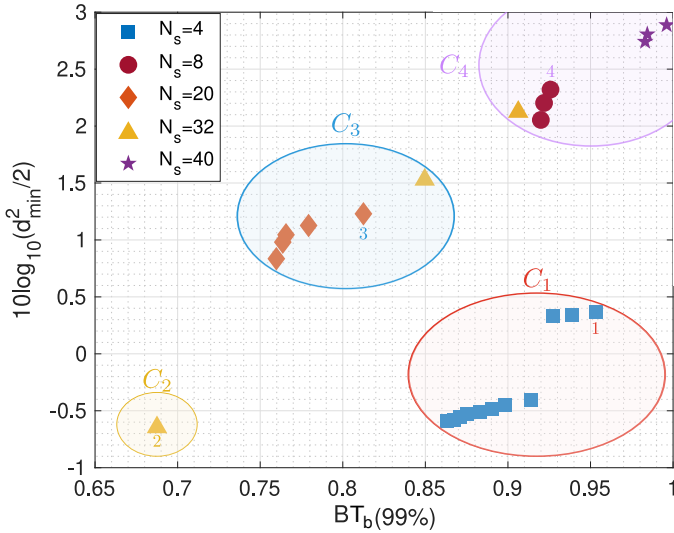 3
2.5
2
1.5
1
0.5
0
-0.5
-1
10log₁₀(d²min/2)
0.65
0.7
0.75
0.8
0.85
0.9
0.95
1
BTb(99%)
Nₛ=4
Nₛ=8
Nₛ=20
Nₛ=32
Nₛ=40
C₄
4
C₃
3
C₁
1
C₂
2